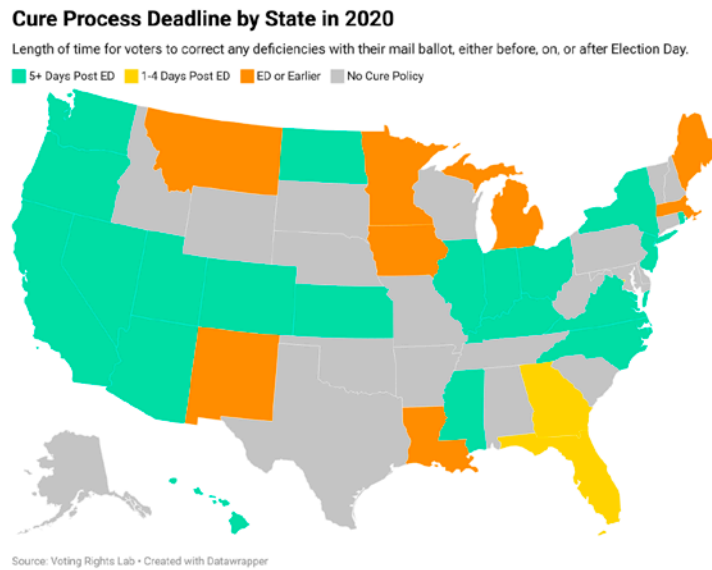 Cure Process Deadline by State in 2020
Length of time for voters to correct any deficiencies with their mail ballot, either before, on, or after Election Day.
5+ Days Post ED 1-4 Days Post ED ED or Earlier No Cure Policy
Source: Voting Rights Lab • Created with Datawrapper